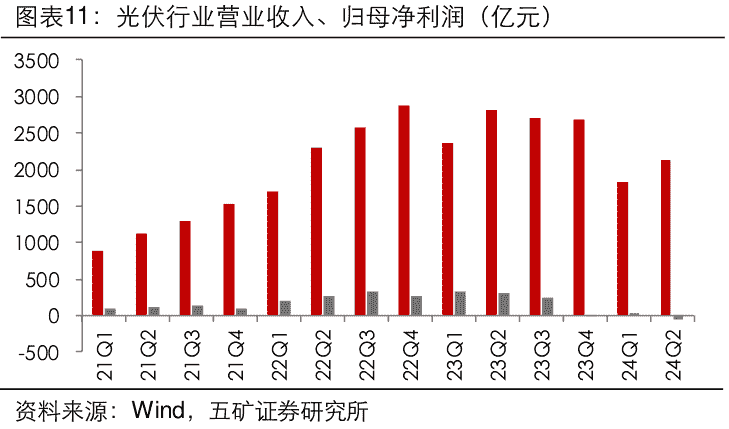 图表11：光伏行业营业收入、归母净利润（亿元）
3500
3000
2500
2000
1500
1000
500
0
-500
21Q1
21Q2
21Q3
21Q4
22Q1
22Q2
22Q3
22Q4
23Q1
23Q2
23Q3
23Q4
24Q1
24Q2
资料来源：Wind，五矿证券研究所